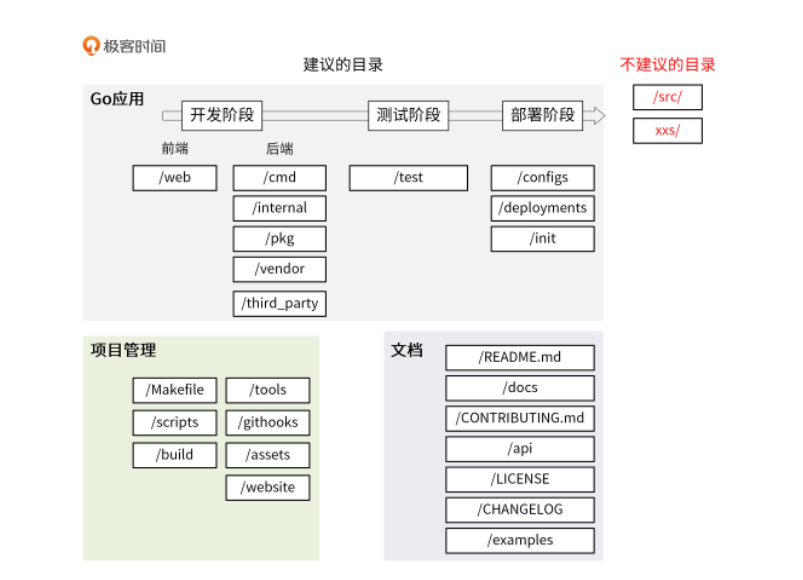 极客时间
建议的目录
不建议的目录
Go应用
开发阶段
测试阶段
部署阶段
/src/
xxs/
前端
后端
/web
/cmd
/test
/configs
/internal
/deployments
/pkg
/init
/vendor
/third_party
项目管理
/Makefile
/tools
/scripts
/githooks
/build
/assets
/website
文档
/README.md
/docs
/CONTRIBUTING.md
/api
/LICENSE
/CHANGELOG
/examples